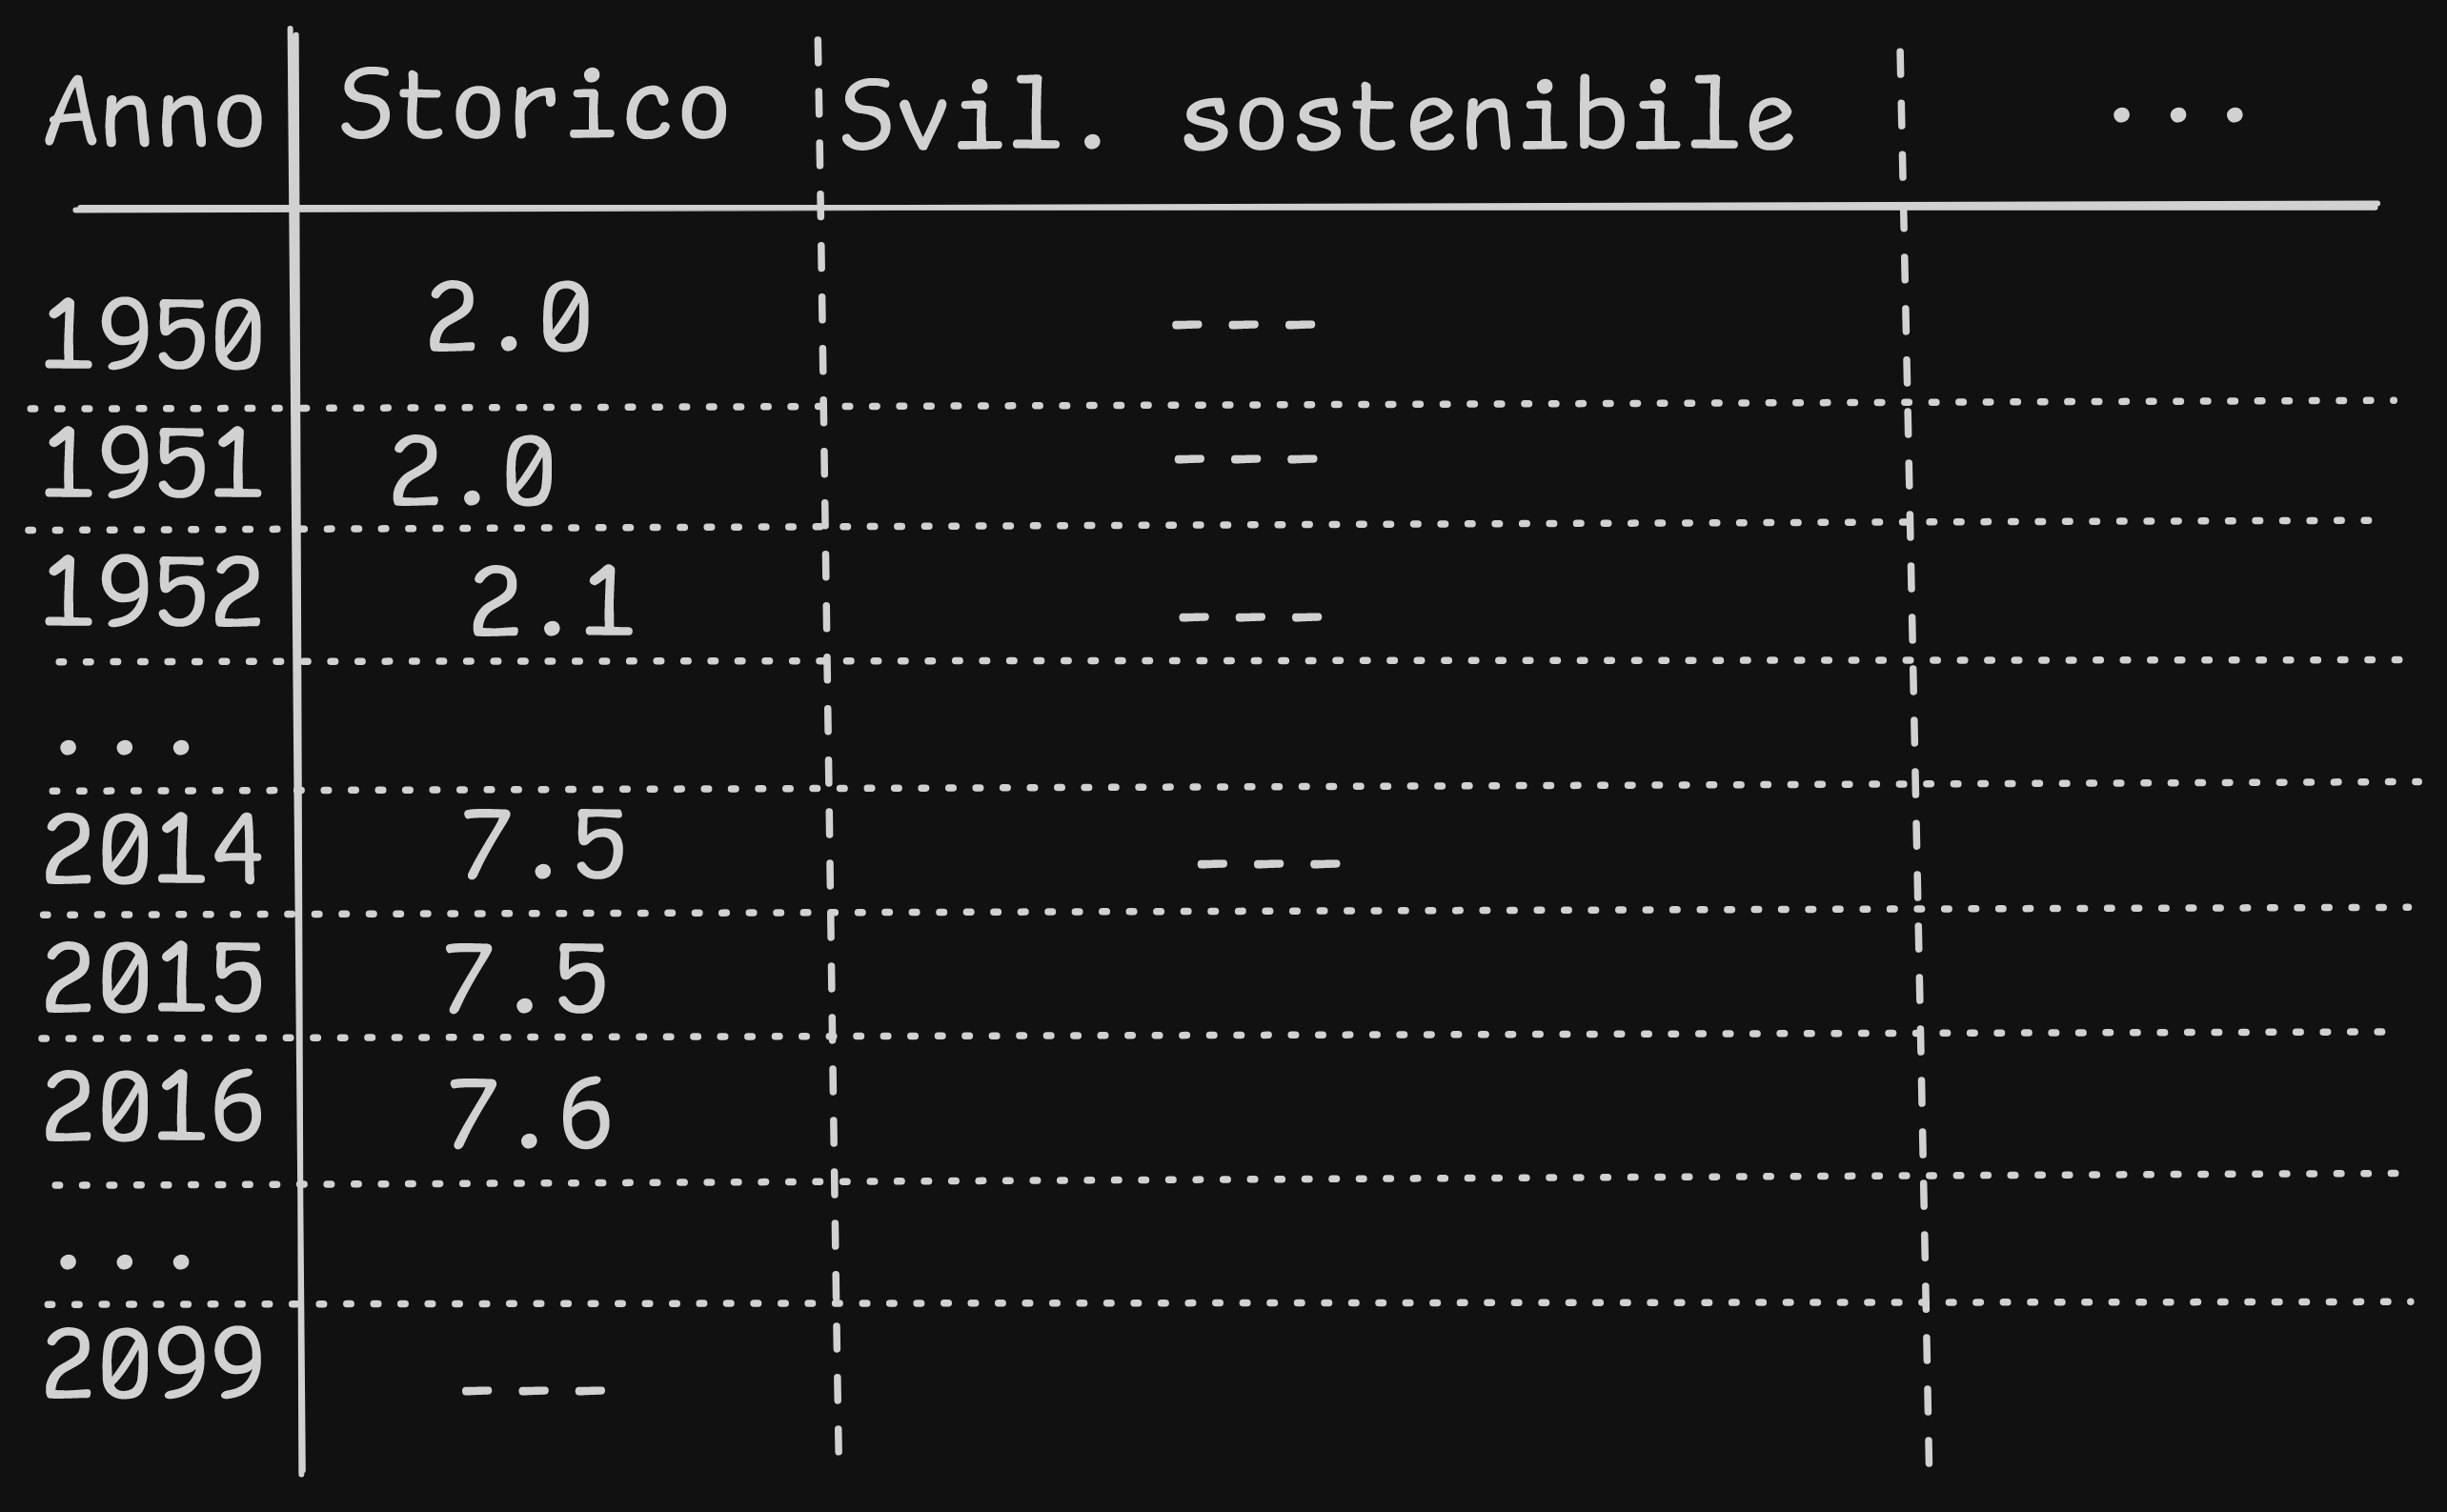 Anno Storico Svil. sostenibile ...
1950 2.0 ---
1951 2.0 ---
1952 2.1 ---
...
2014 7.5 ---
2015 7.5
2016 7.6
...
2099 ---